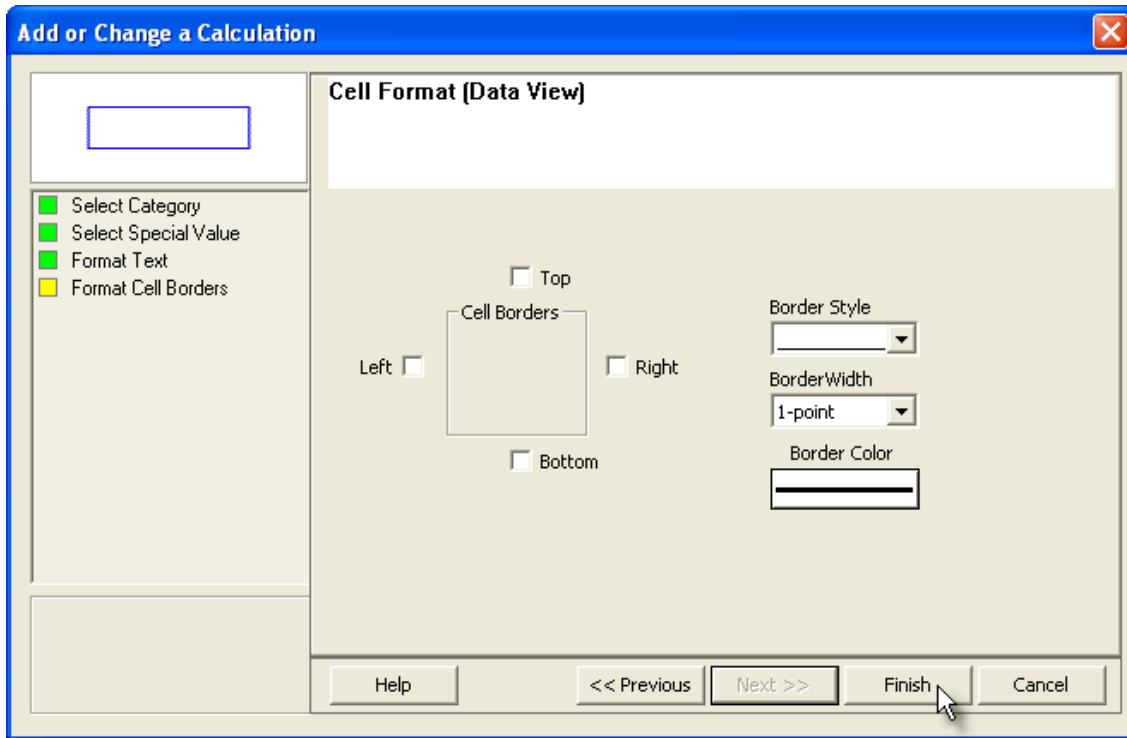 Add or Change a Calculation
Cell Format (Data View)
Select Category
Select Special Value
Format Text
Format Cell Borders
Top
Cell Borders
Left
Right
Bottom
Border Style
BorderWidth
1-point
Border Color
Help
<< Previous
Next >>
Finish
Cancel